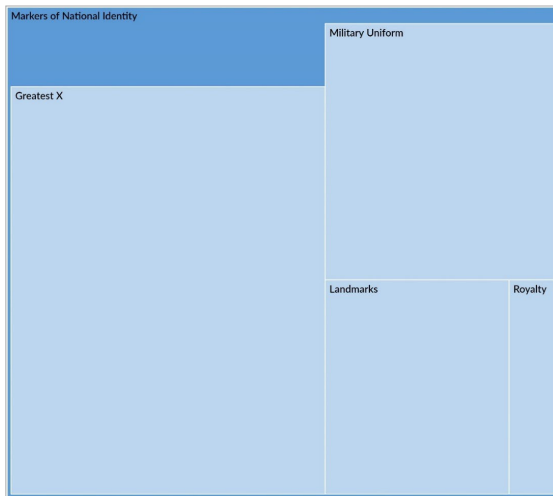 Markers of National Identity
Military Uniform
Greatest X
Landmarks
Royalty